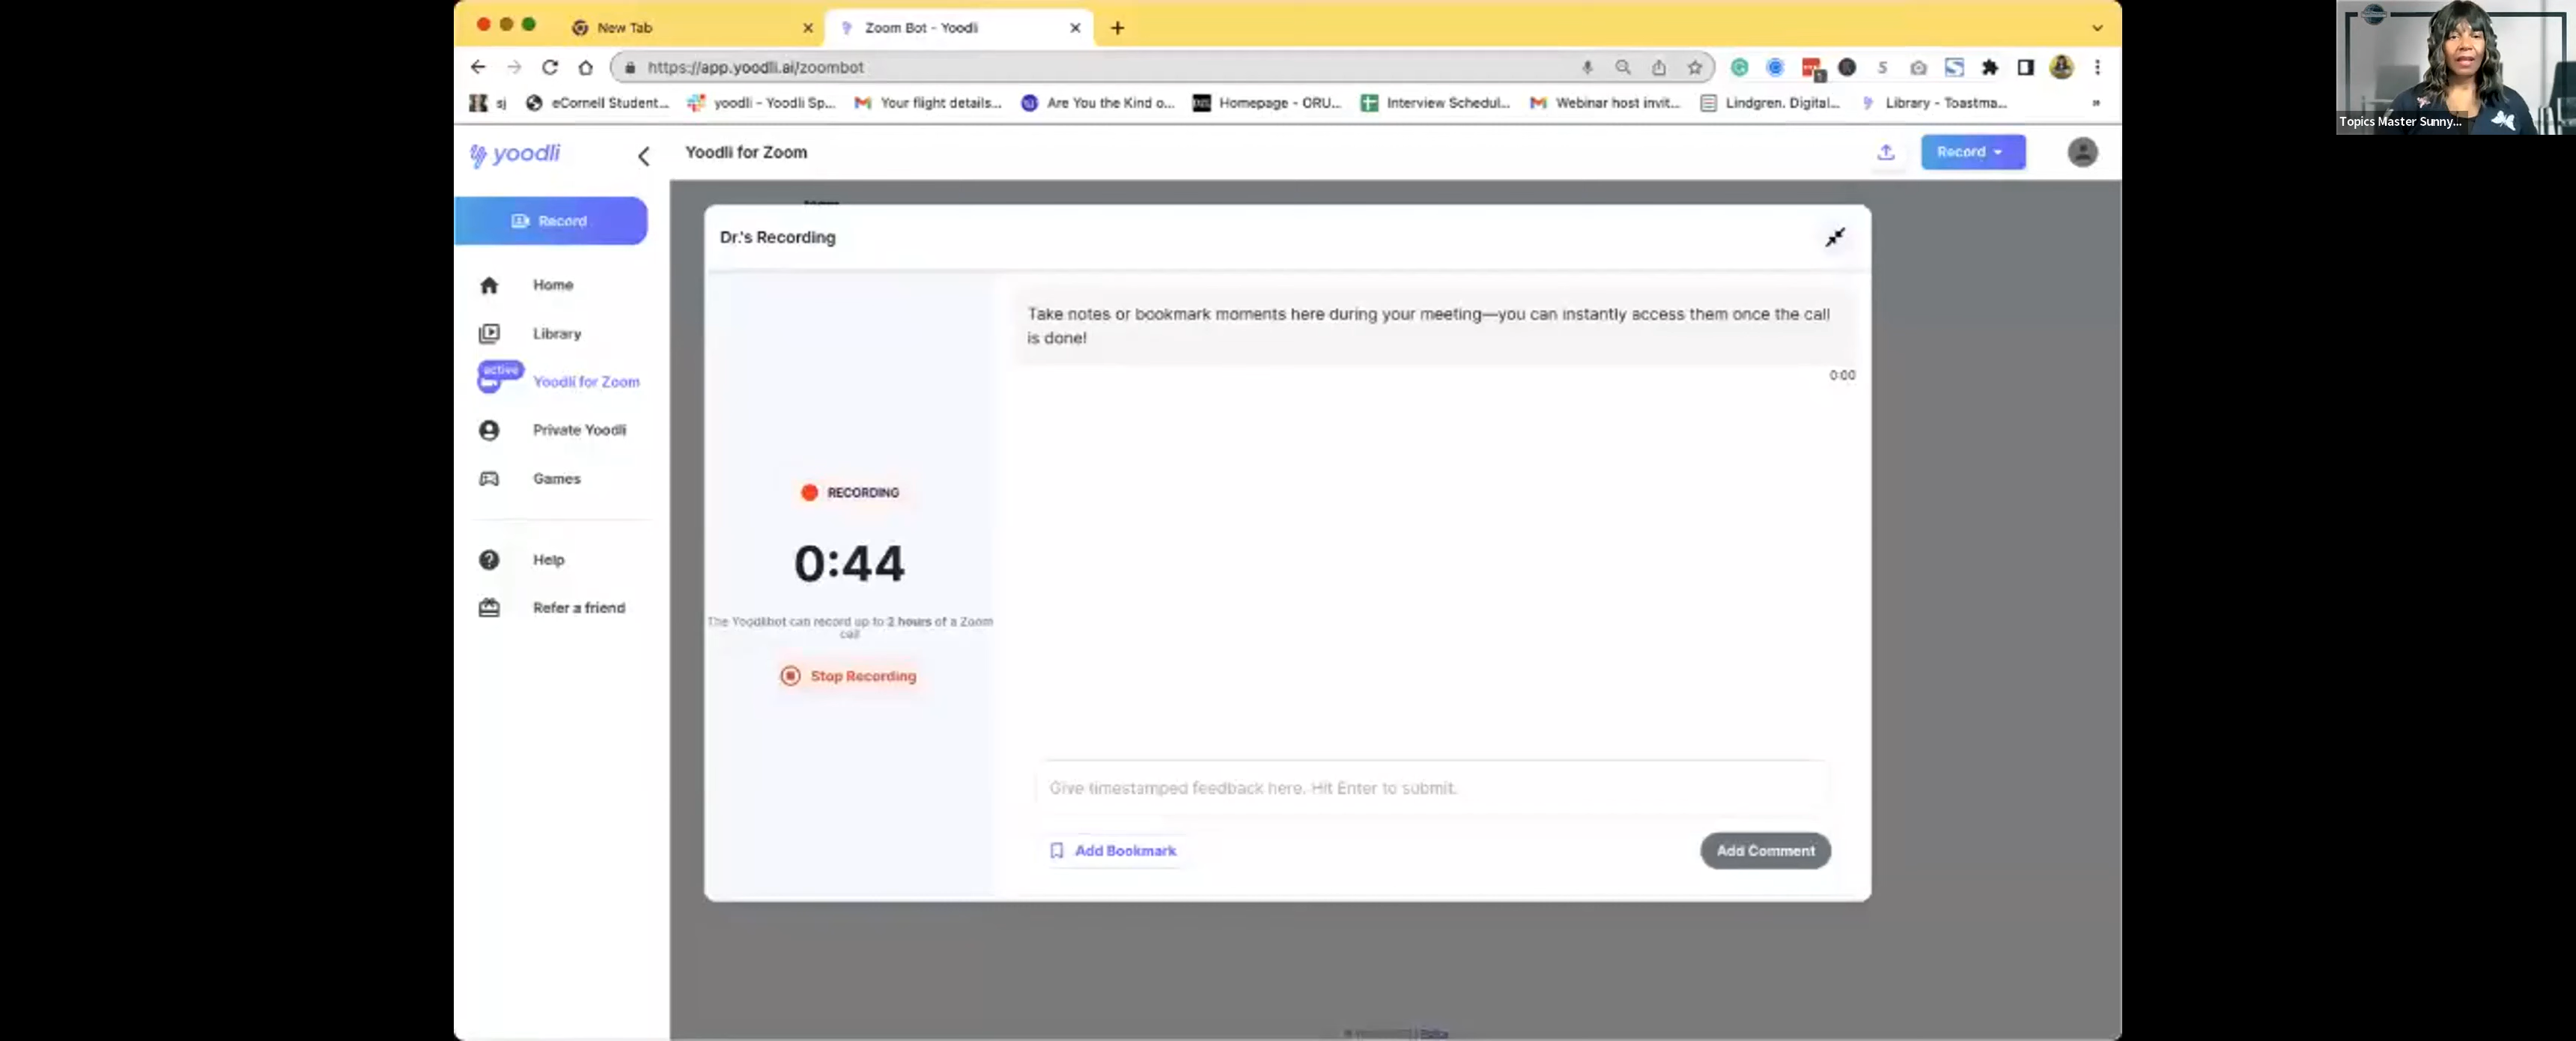 New Tab
Zoom Bot - Yoodli
https://app.yoodli.ai/zoombot
sj
eCornell Student...
yoodli - Yoodli Sp...
Your flight details...
Are You the Kind o...
Homepage - ORU...
Interview Schedul...
Webinar host invit...
Lindgren. Digital...
Library - Toastma...
»
Topics Master Sunny...
yoodli
Yoodli for Zoom
Record
Record
Home
Library
active
Yoodli for Zoom
Private Yoodli
Games
Help
Refer a friend
Dr.'s Recording
Take notes or bookmark moments here during your meeting—you can instantly access them once the call
is done!
0:00
RECORDING
0:44
The Yoodlibot can record up to 2 hours of a Zoom
call
Stop Recording
Give timestamped feedback here. Hit Enter to submit.
Add Bookmark
Add Comment